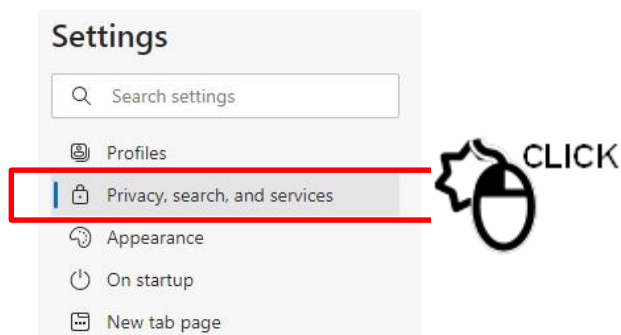 Settings
Search settings
Profiles
Privacy, search, and services
CLICK
Appearance
On startup
New tab page